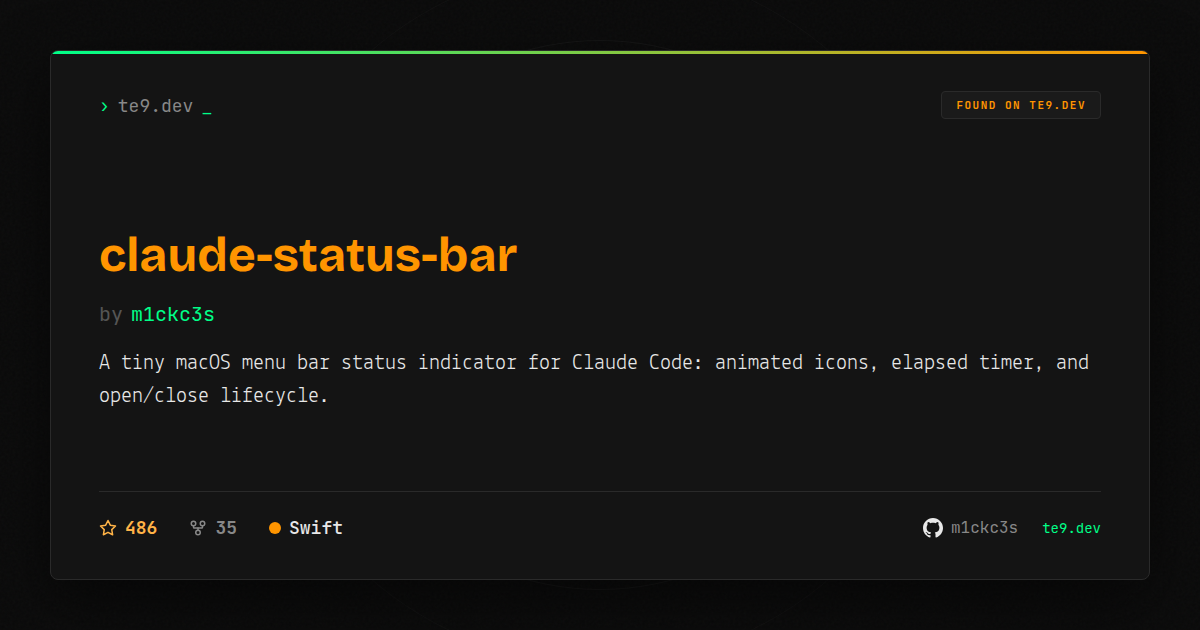 › te9.dev _
FOUND ON TE9.DEV
claude-status-bar
by m1ckc3s
A tiny macOS menu bar status indicator for Claude Code: animated icons, elapsed timer, and
open/close lifecycle.
486 35 Swift
m1ckc3s te9.dev